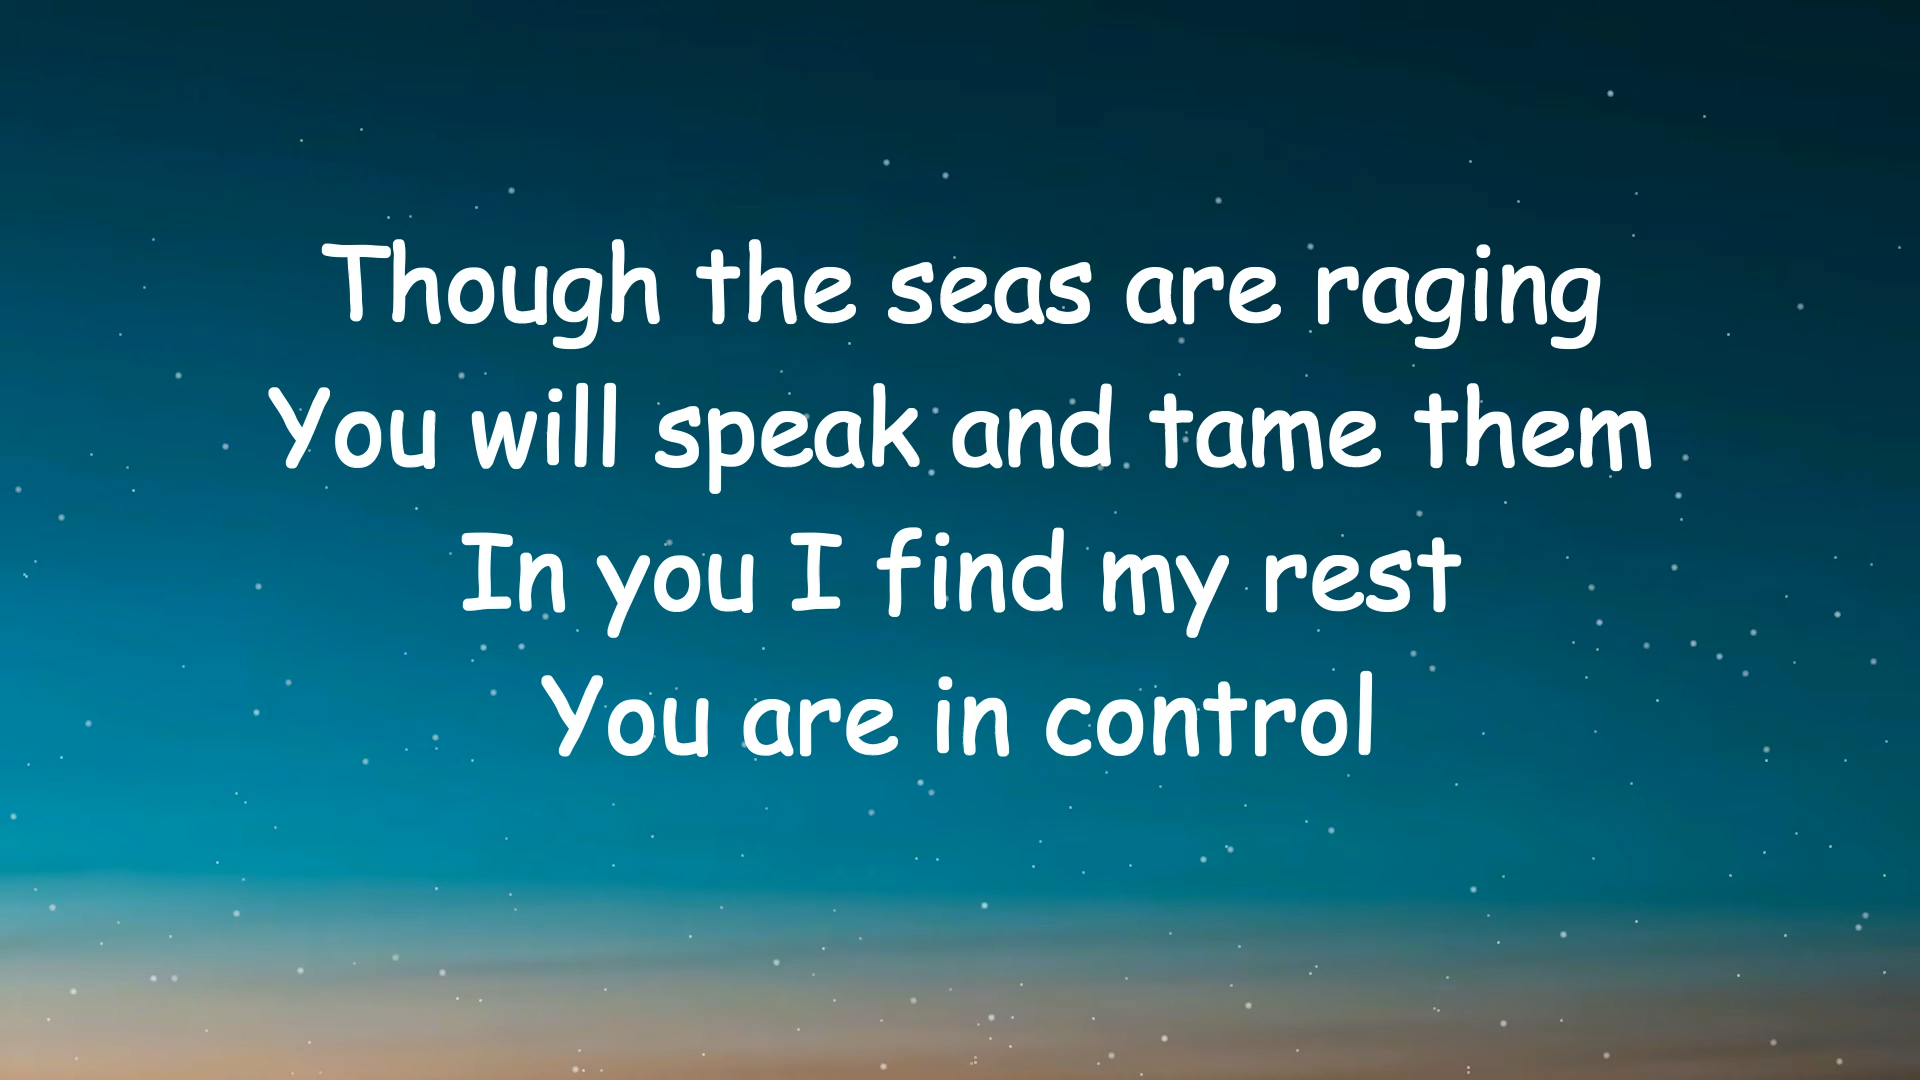 Though the seas are raging
You will speak and tame them
In you I find my rest
You are in control